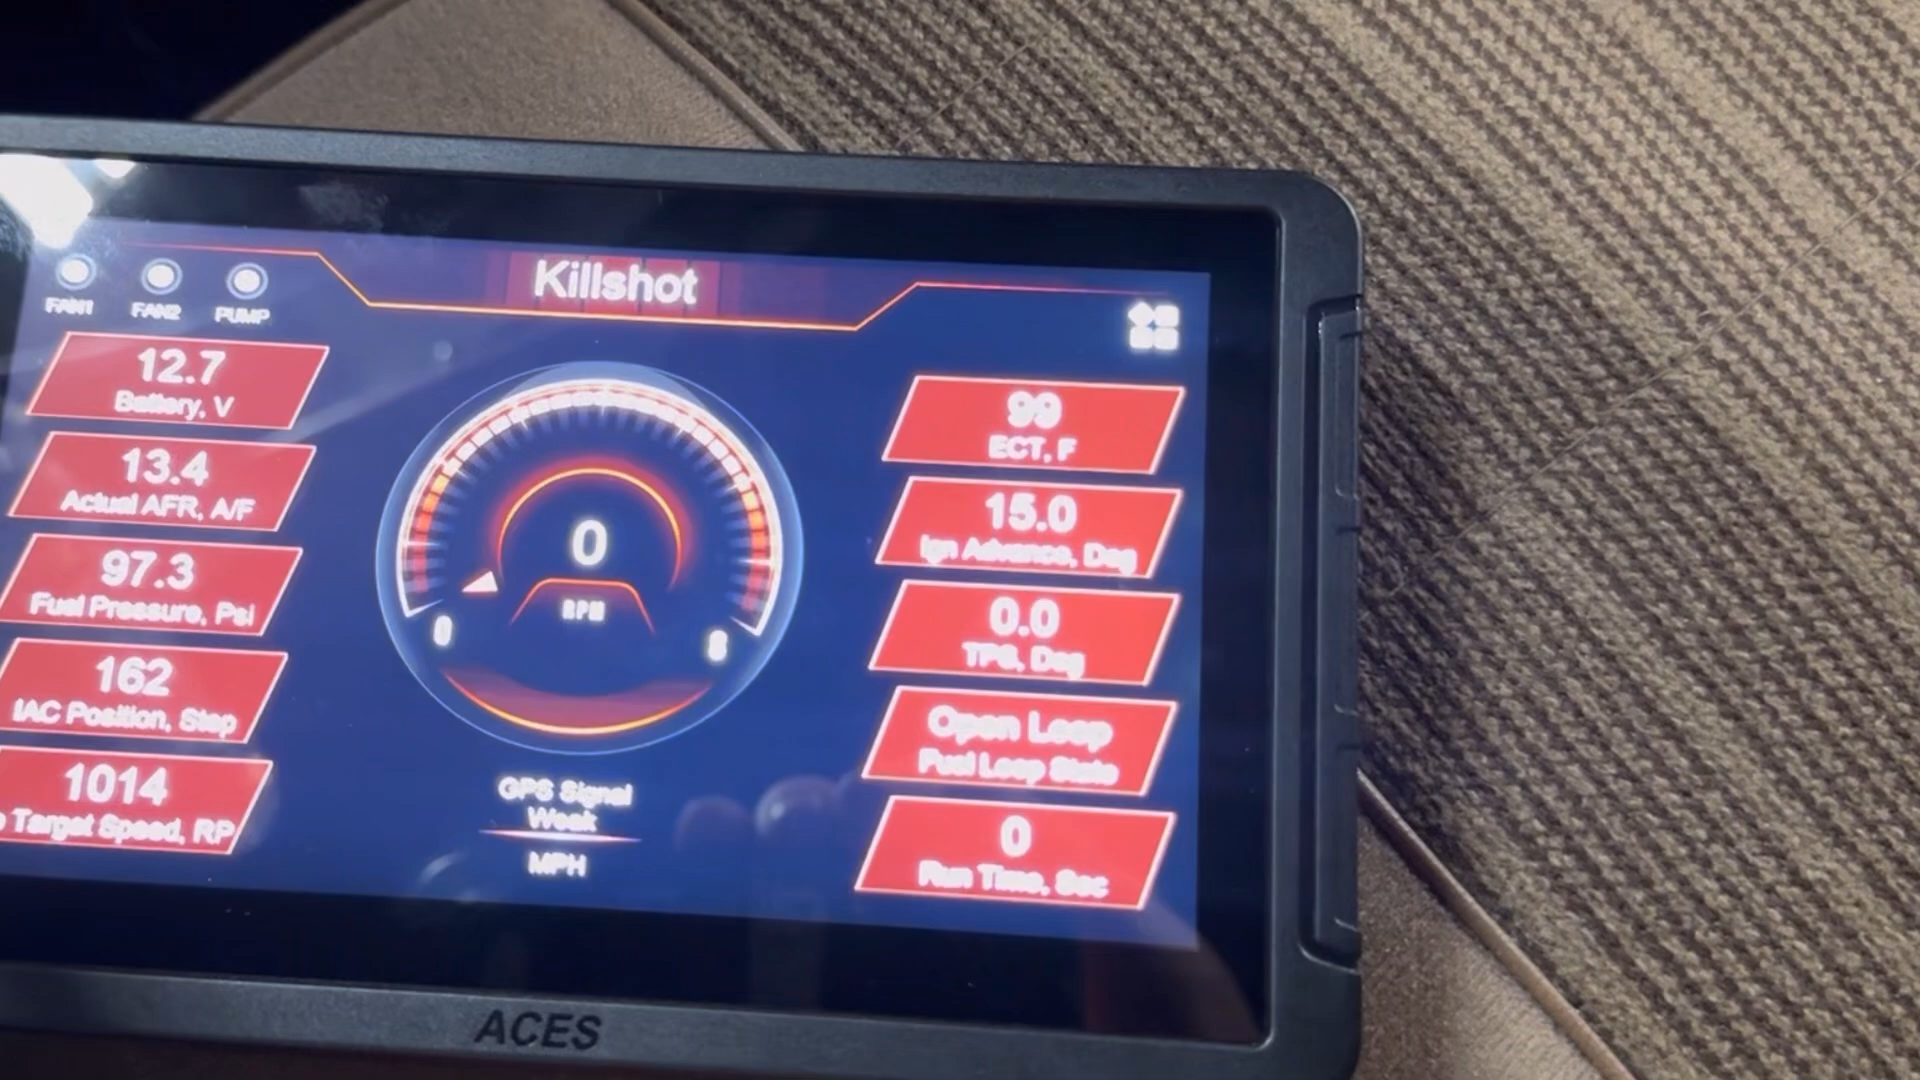 Killshot
FAN1
FAN2
PUMP
12.7
Battery, V
13.4
Actual AFR, A/F
97.3
Fuel Pressure, Psi
162
IAC Position, Step
1014
Target Speed, RP
0
RPM
0
8
GPS Signal
Weak
MPH
99
ECT, F
15.0
Ign Advance, Deg
0.0
TPS, Deg
Open Loop
Fuel Loop State
0
Run Time, Sec
ACES